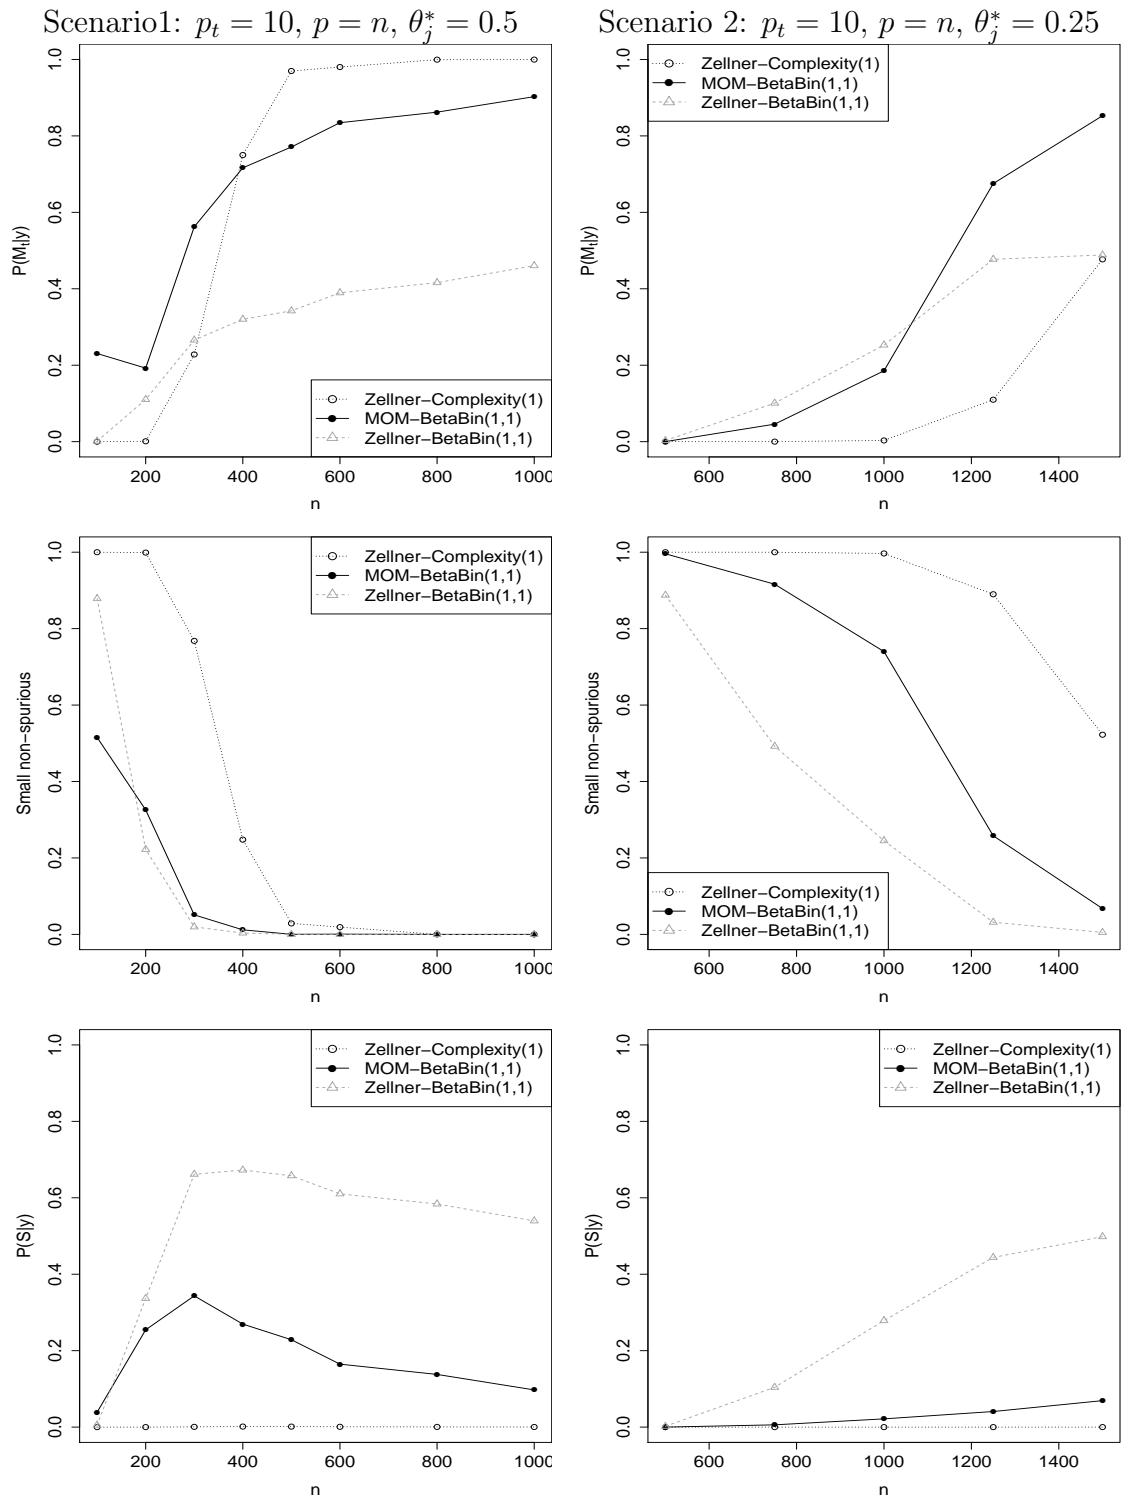 Scenario1: $p_t = 10$, $p = n$, $\theta_j^* = 0.5$
Scenario 2: $p_t = 10$, $p = n$, $\theta_j^* = 0.25$
P(M_t|y)
0.0 0.2 0.4 0.6 0.8 1.0
Zellner−Complexity(1)
MOM−BetaBin(1,1)
Zellner−BetaBin(1,1)
200 400 600 800 1000
n
P(M_t|y)
0.0 0.2 0.4 0.6 0.8 1.0
Zellner−Complexity(1)
MOM−BetaBin(1,1)
Zellner−BetaBin(1,1)
600 800 1000 1200 1400
n
Small non−spurious
0.0 0.2 0.4 0.6 0.8 1.0
Zellner−Complexity(1)
MOM−BetaBin(1,1)
Zellner−BetaBin(1,1)
200 400 600 800 1000
n
Small non−spurious
0.0 0.2 0.4 0.6 0.8 1.0
Zellner−Complexity(1)
MOM−BetaBin(1,1)
Zellner−BetaBin(1,1)
600 800 1000 1200 1400
n
P(S|y)
0.0 0.2 0.4 0.6 0.8 1.0
Zellner−Complexity(1)
MOM−BetaBin(1,1)
Zellner−BetaBin(1,1)
200 400 600 800 1000
n
P(S|y)
0.0 0.2 0.4 0.6 0.8 1.0
Zellner−Complexity(1)
MOM−BetaBin(1,1)
Zellner−BetaBin(1,1)
600 800 1000 1200 1400
n